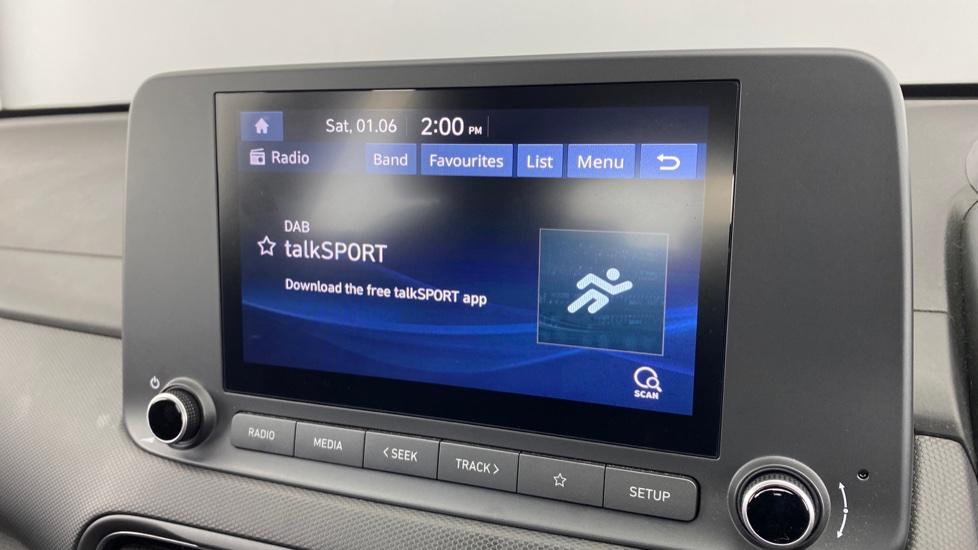 Sat, 01.06 2:00 PM
Radio Band Favourites List Menu
DAB
talkSPORT
Download the free talkSPORT app
SCAN
RADIO MEDIA < SEEK TRACK > SETUP